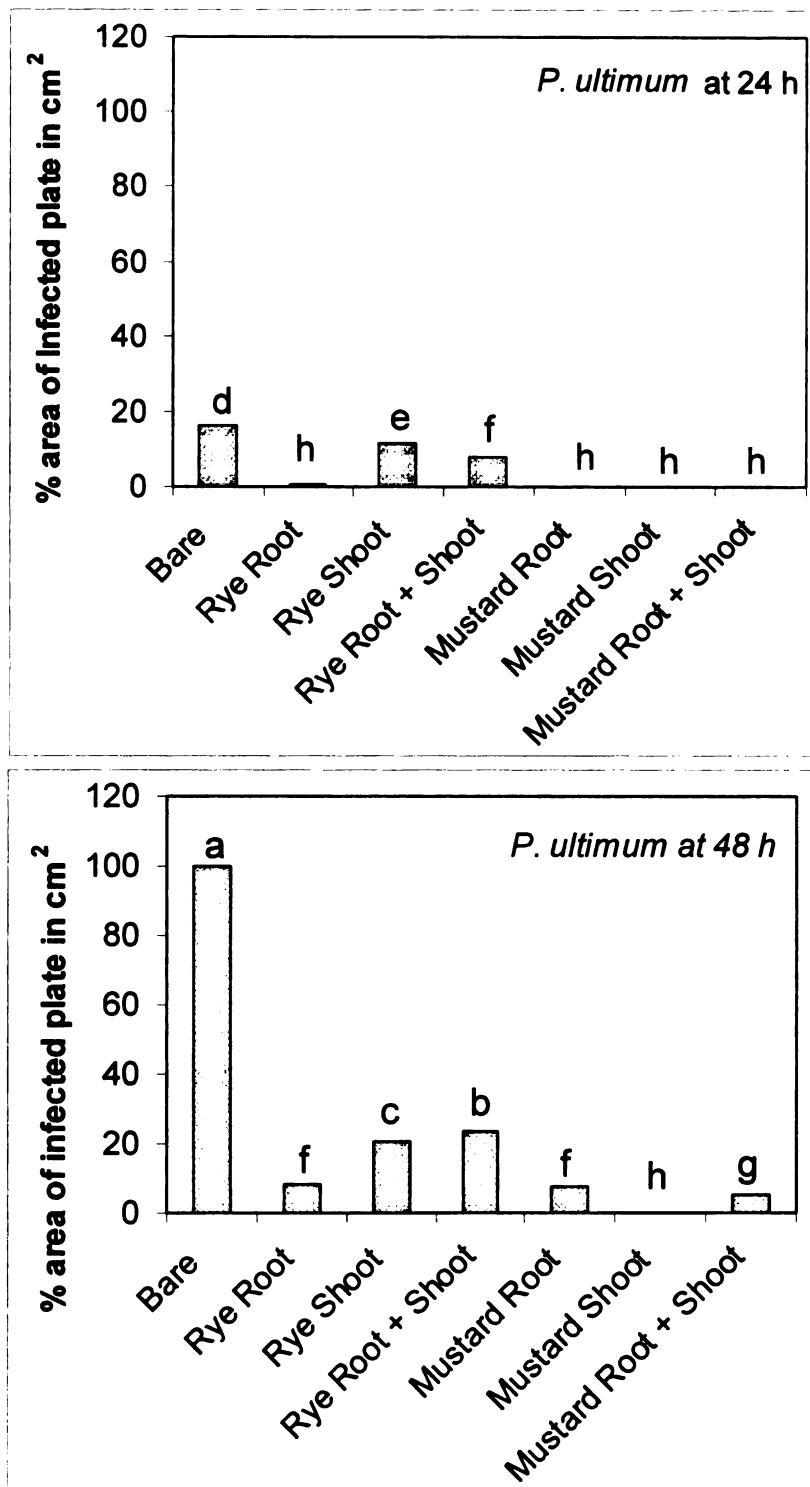 120
100
80
60
40
20
0
% area of Infected plate in cm²
P. ultimum at 24 h
d
h
e
f
h
h
h
Bare
Rye Root
Rye Shoot
Rye Root + Shoot
Mustard Root
Mustard Shoot
Mustard Root + Shoot
120
100
80
60
40
20
0
% area of infected plate in cm²
P. ultimum at 48 h
a
f
c
b
f
h
g
Bare
Rye Root
Rye Shoot
Rye Root + Shoot
Mustard Root
Mustard Shoot
Mustard Root + Shoot